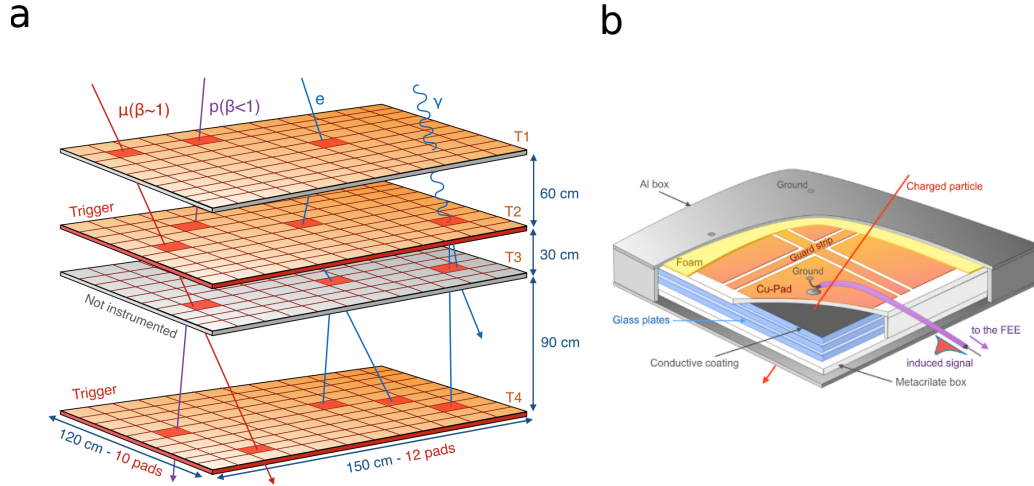 a
μ(β~1)
p(β<1)
e
γ
T1
60 cm
Trigger
T2
30 cm
T3
Not instrumented
90 cm
Trigger
T4
120 cm - 10 pads
150 cm - 12 pads
b
Al box
Ground
Charged particle
Foam
Guard strip
Ground
Cu-Pad
Glass plates
to the FEE
Conductive coating
induced signal
Metacrilate box